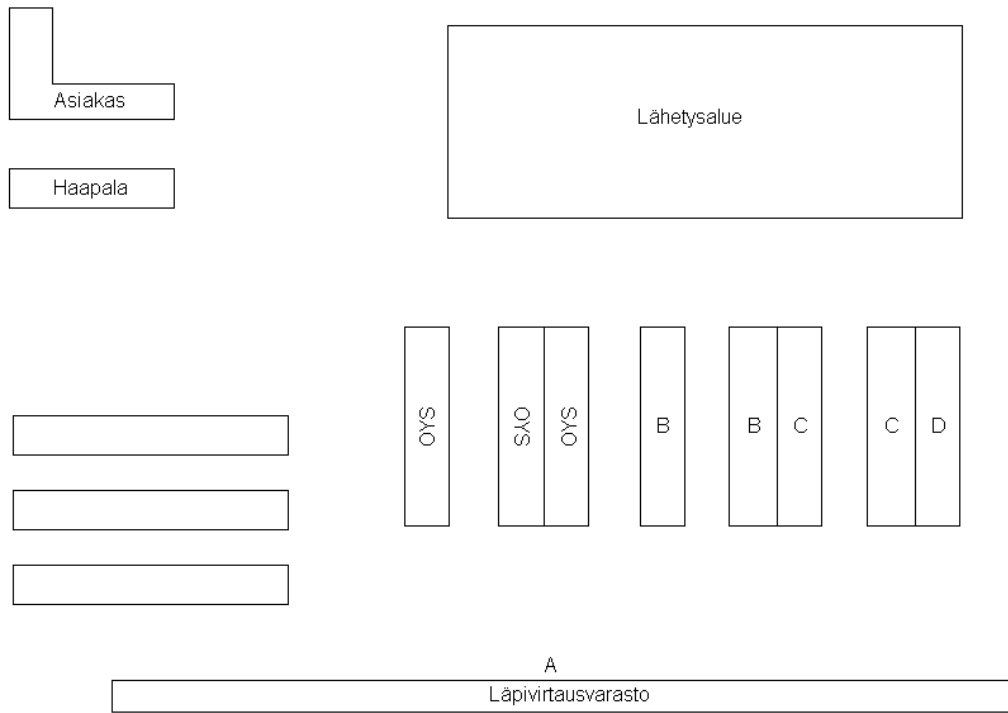 Asiakas
Lähetysalue
Haapala
OYS
OYS
OYS
B
B
C
C
D
A
Läpivirtausvarasto